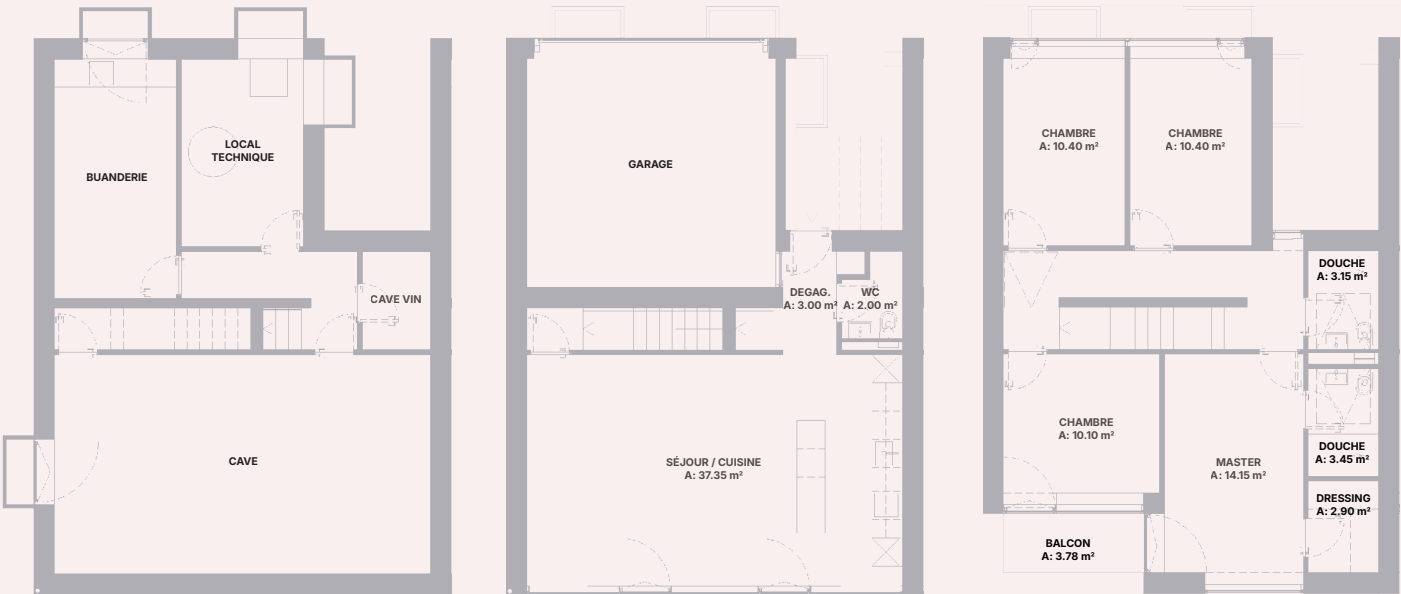 BUANDERIE
LOCAL
TECHNIQUE
CAVE VIN
CAVE
GARAGE
DEGAG.
A: 3.00 m²
WC
A: 2.00 m²
SÉJOUR / CUISINE
A: 37.35 m²
CHAMBRE
A: 10.40 m²
CHAMBRE
A: 10.40 m²
DOUCHE
A: 3.15 m²
CHAMBRE
A: 10.10 m²
MASTER
A: 14.15 m²
DOUCHE
A: 3.45 m²
DRESSING
A: 2.90 m²
BALCON
A: 3.78 m²